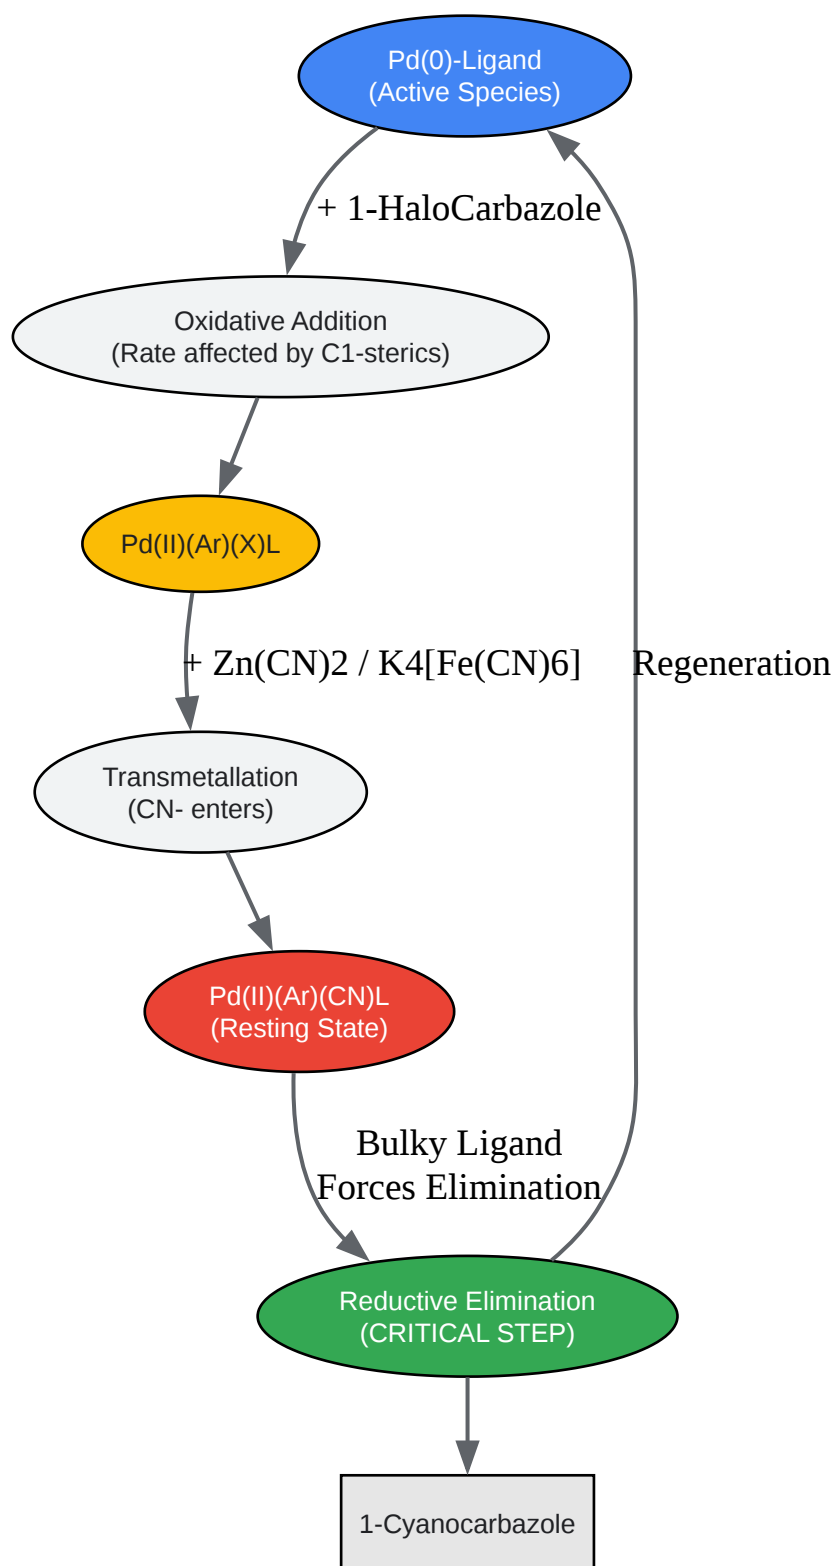 Pd(0)-Ligand
(Active Species)
+ 1-HaloCarbazole
Oxidative Addition
(Rate affected by C1-sterics)
Pd(II)(Ar)(X)L
+ Zn(CN)2 / K4[Fe(CN)6]
Regeneration
Transmetallation
(CN- enters)
Pd(II)(Ar)(CN)L
(Resting State)
Bulky Ligand
Forces Elimination
Reductive Elimination
(CRITICAL STEP)
1-Cyanocarbazole